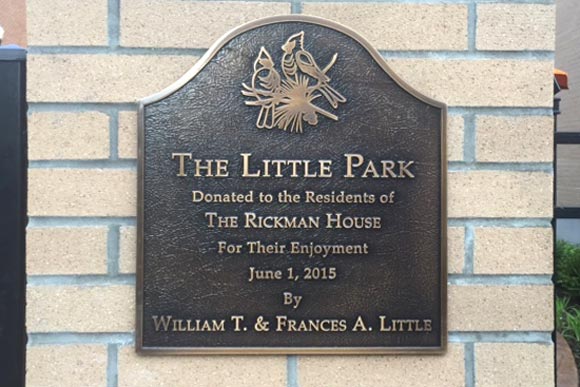 The Little Park
Donated to the Residents of
The Rickman House
For Their Enjoyment
June 1, 2015
By
William T. & Frances A. Little